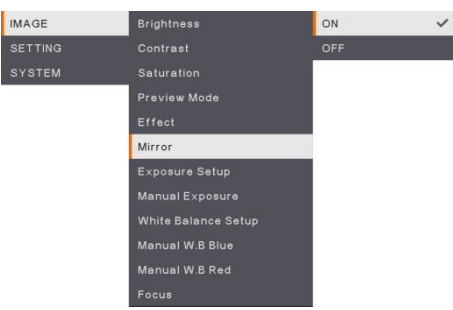 IMAGE
SETTING
SYSTEM
Brightness
Contrast
Saturation
Preview Mode
Effect
Mirror
Exposure Setup
Manual Exposure
White Balance Setup
Manual W.B Blue
Manual W.B Red
Focus
ON
OFF